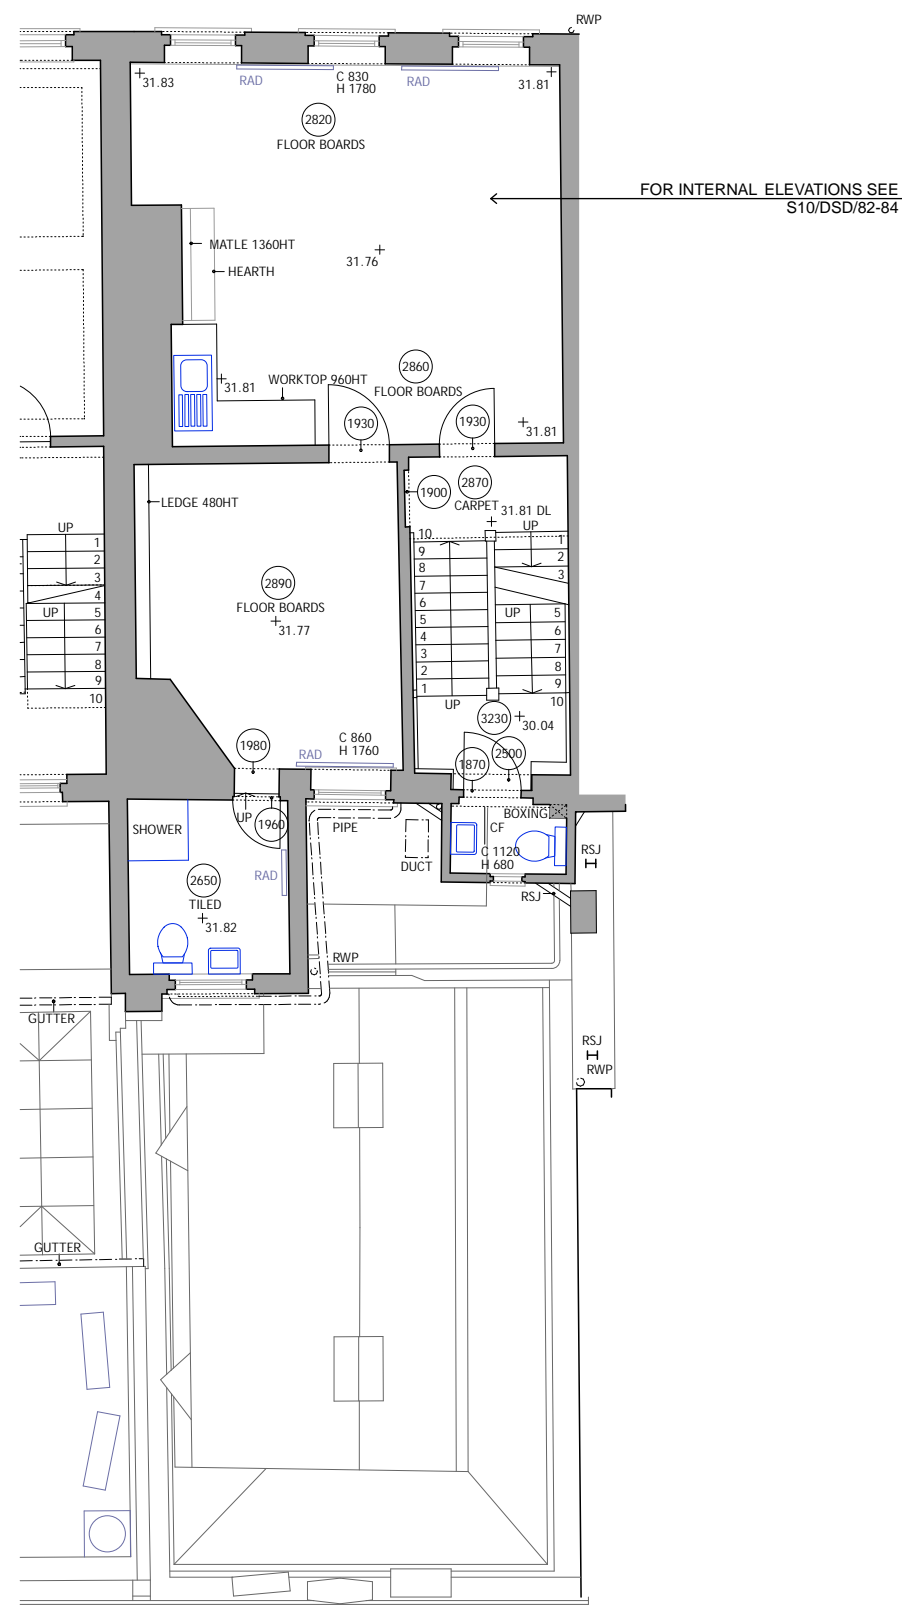 RWP
RAD
C 830
H 1780
RAD
31.83
31.81
2820
FLOOR BOARDS
FOR INTERNAL ELEVATIONS SEE
S10/DSD/82-84
MATLE 1360HT
31.76
HEARTH
2860
FLOOR BOARDS
WORKTOP 960HT
31.81
1930
1930
31.81
2870
CARPET
1900
LEDGE 480HT
31.81 DL
UP
UP
10
9
8
7
6
5
4
3
2
1
UP
1
2
3
UP
5
6
7
8
9
10
1
2
3
4
UP
5
6
7
8
9
10
2890
FLOOR BOARDS
31.77
3230
30.04
C 860
H 1760
RAD
1980
1870
2500
UP
1960
SHOWER
PIPE
BOXING
CF
C 1120
H 680
DUCT
RSJ
RAD
2650
TILED
31.82
RSJ
RWP
GUTTER
RSJ
RWP
GUTTER